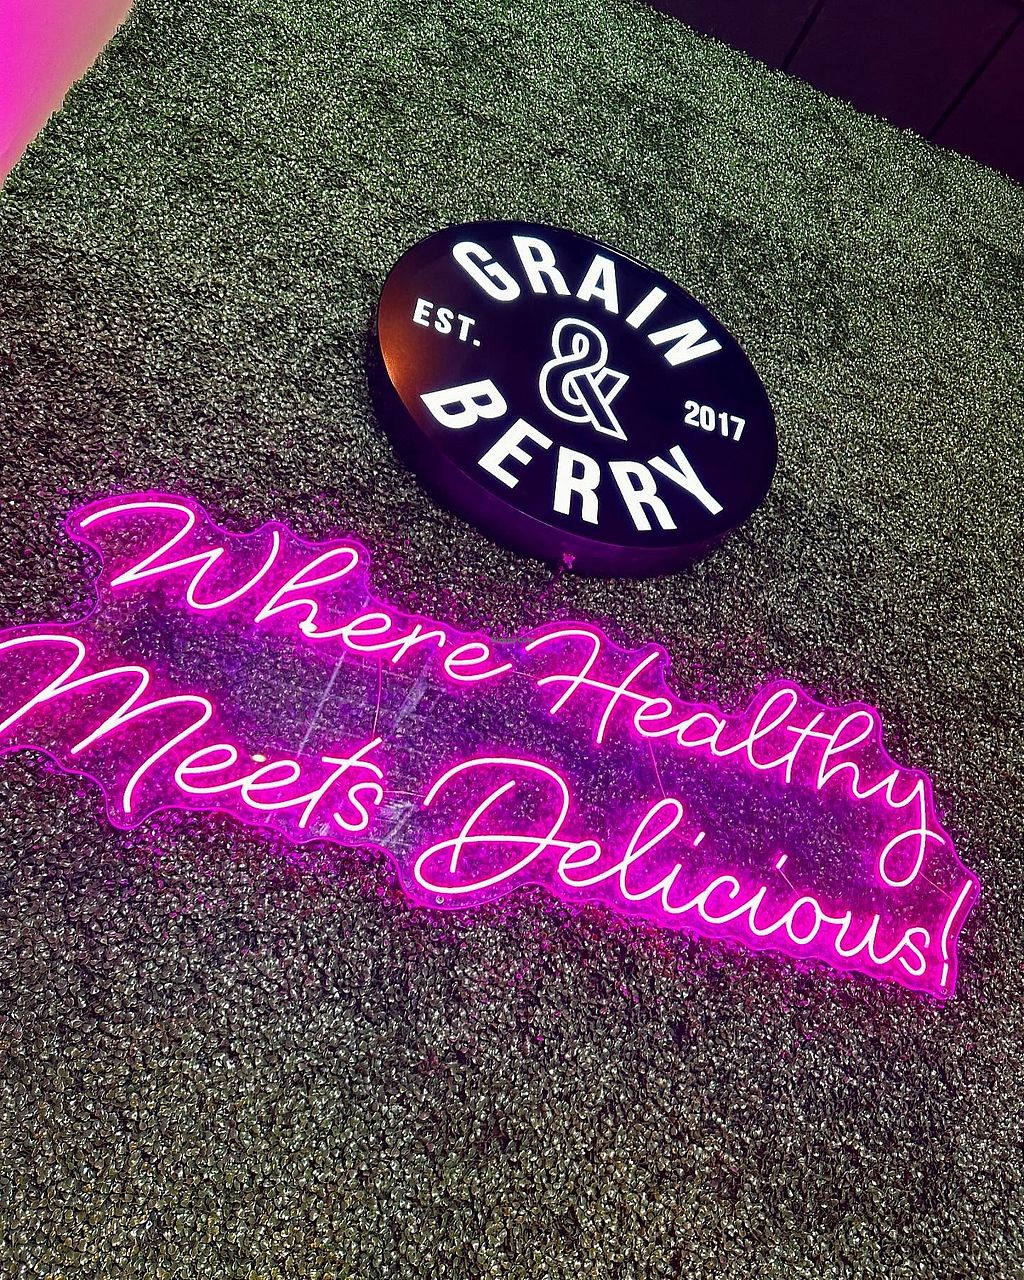 GRAIN
EST. & 2017
BERRY
Where Healthy
Meets Delicious!